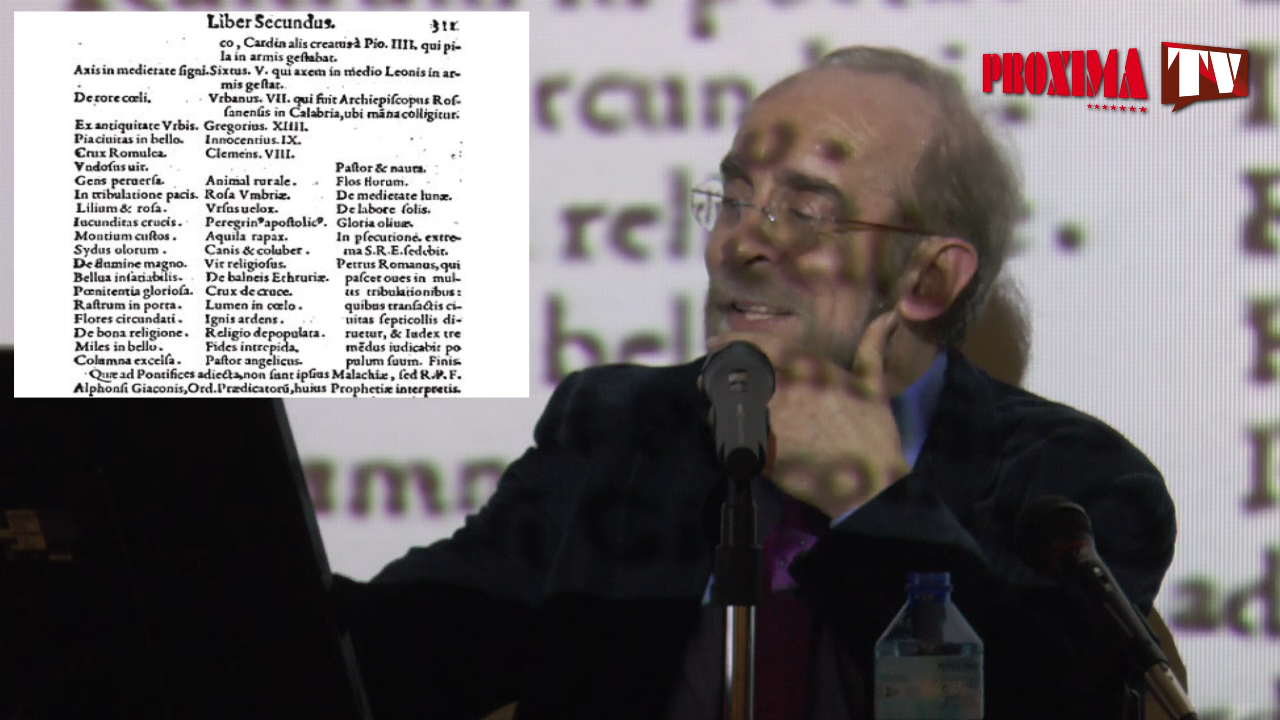 Liber Secundus. 311
co, Cardinalis creatus à Pio. IIII. qui pi-
la in armis gestabat.
Axis in medietate signi. Sixtus. V. qui axem in medio Leonis in ar-
mis gestat.
De rore cœli. Vrbanus. VII. qui fuit Archiepiscopus Ros-
sanensis in Calabria, ubi māna colligitur.
Ex antiquitate Vrbis. Gregorius. XIIII.
Pia ciuitas in bello. Innocentius. IX.
Crux Romulea. Clemens. VIII.
Vndosus uir. Pastor & nauta.
Gens peruersa. Animal rurale. Flos florum.
In tribulatione pacis. Rosa Vmbriæ. De medietate lunæ.
Lilium & rosa. Vrsus uelox. De labore solis.
Iucunditas crucis. Peregrin⁹ apostolic⁹. Gloria oliuæ.
Montium custos. Aquila rapax. In psecutione. extre-
Sydus olorum. Canis & coluber. ma S.R.E. sedebit.
De flumine magno. Vir religiosus. Petrus Romanus, qui
Bellua insatiabilis. De balneis Ethruriæ. pascet oues in mul-
Pœnitentia gloriosa. Crux de cruce. tis tribulationibus:
Rastrum in porta. Lumen in cœlo. quibus transactis ci-
Flores circundati. Ignis ardens. uitas septicollis di-
De bona religione. Religio depopulata. ruetur, & Iudex tre
Miles in bello. Fides intrepida. mēdus iudicabit po
Columna excelsa. Pastor angelicus. pulum suum. Finis.
Quæ ad Pontifices adiecta, non sunt ipsius Malachiæ, sed R.P.F.
Alphonsi Giaconis, Ord. Prædicatorū, huius Prophetiæ interpretis.
PROXIMA TV